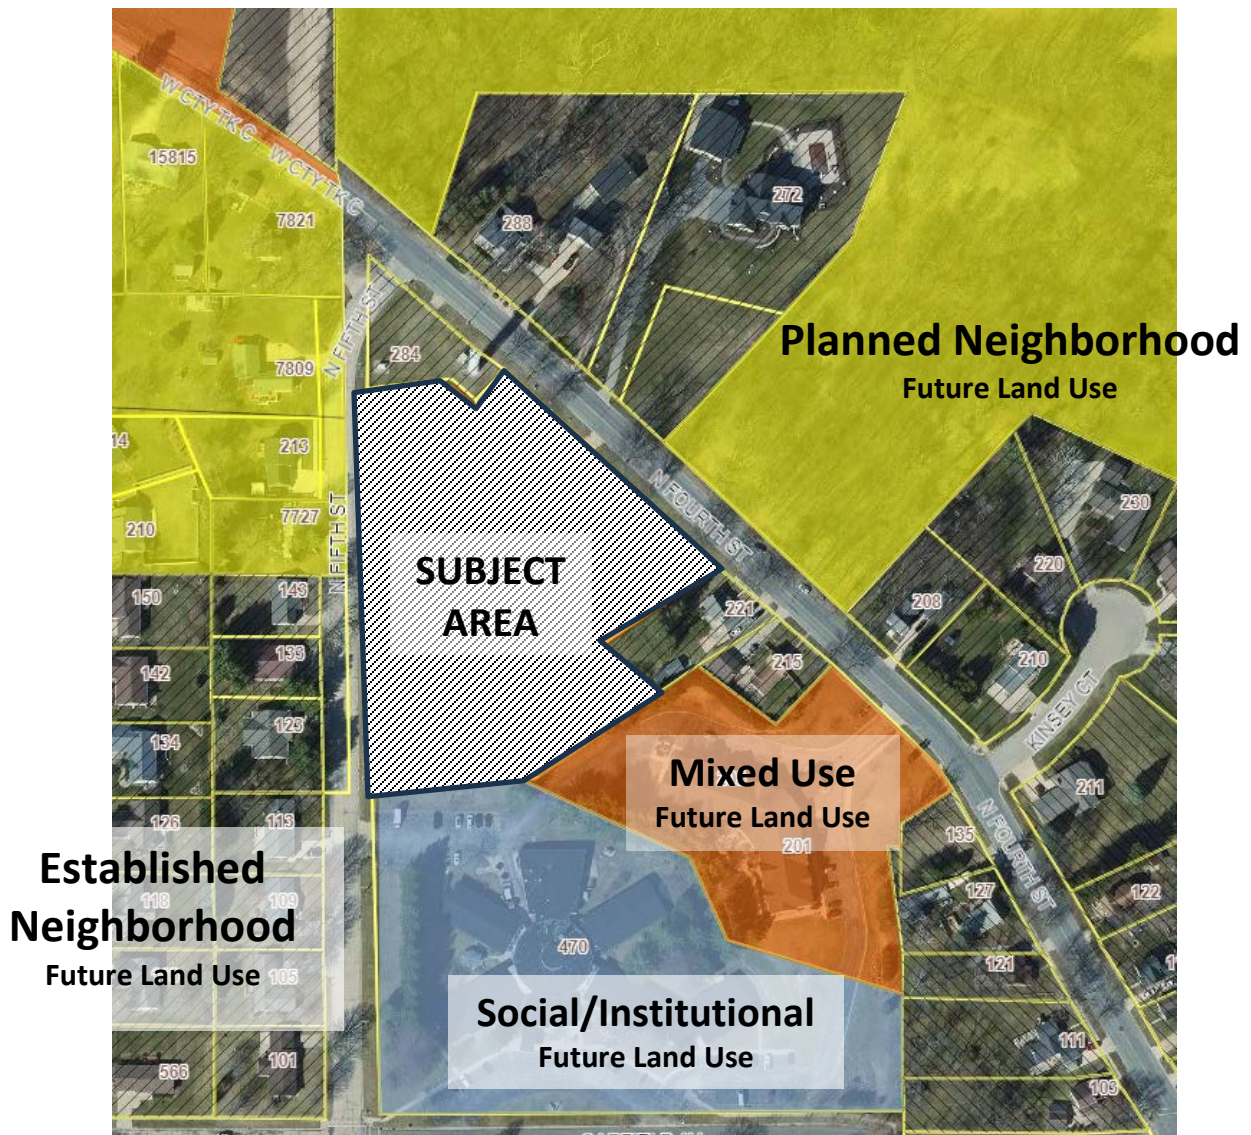 W CTY TK C
W CTY TK C
15815
7821
288
272
N FIFTH ST
284
7809
Planned Neighborhood
Future Land Use
14
213
210
7727
N FIFTH ST
N FOURTH ST
230
220
SUBJECT
AREA
150
143
221
208
142
133
215
210
KINSEY CT
134
123
Mixed Use
Future Land Use
211
126
113
201
135
N FOURTH ST
Established
Neighborhood
Future Land Use
118
109
127
122
105
470
121
Social/Institutional
Future Land Use
566
101
111
103